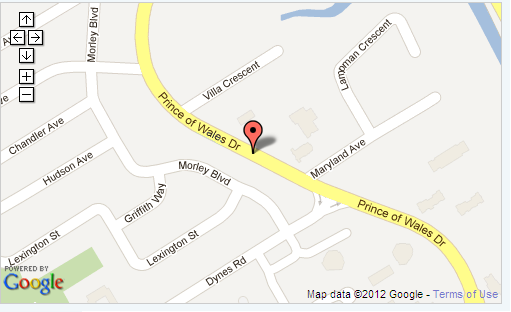 Morley Blvd
Villa Crescent
Lamoman Crescent
Prince of Wales Dr
Chandler Ave
Maryland Ave
Hudson Ave
Morley Blvd
Griffith Way
Prince of Wales Dr
Lexington St
Lexington St
Dynes Rd
POWERED BY
Google
Map data ©2012 Google - Terms of Use